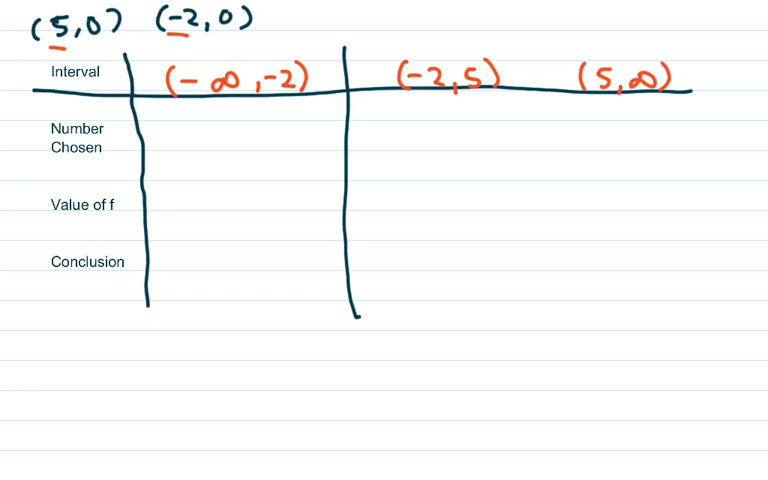 (5,0) (-2,0)
Interval (-∞,-2) (-2,5) (5,∞)
Number
Chosen
Value of f
Conclusion